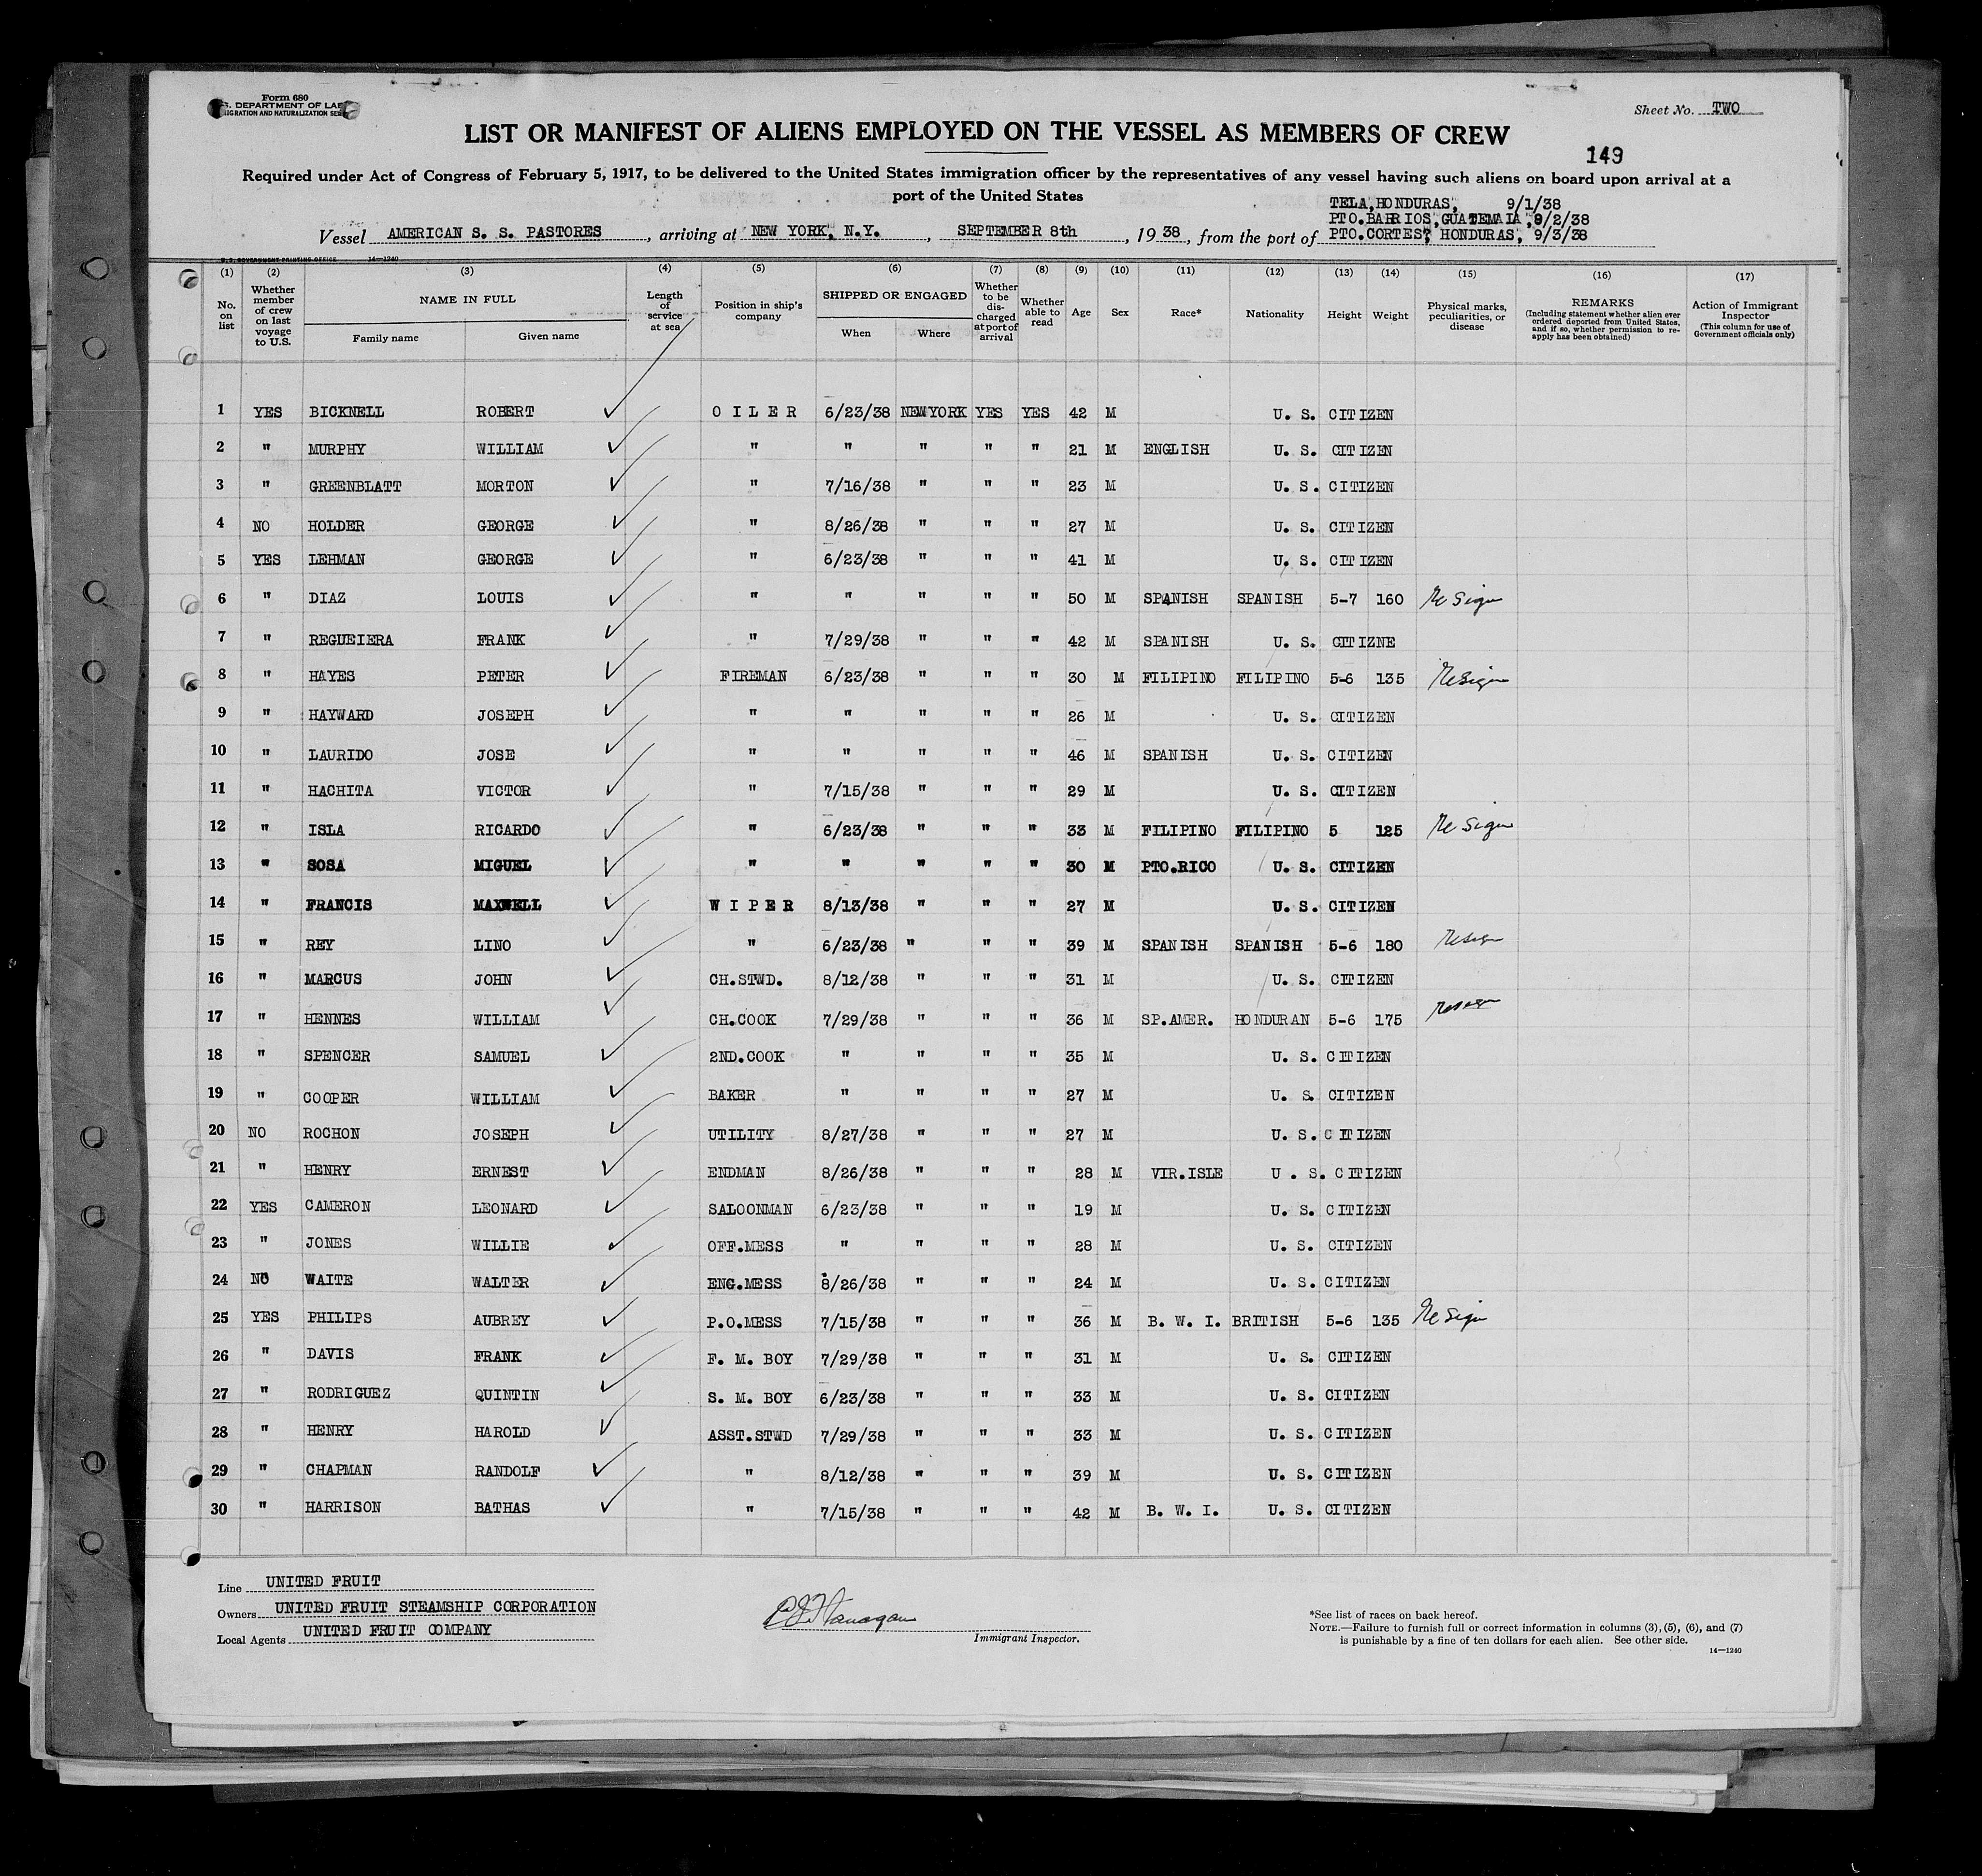 Form 680
S. DEPARTMENT OF LAB
IGRATION AND NATURALIZATION SE
Sheet No. TWO
LIST OR MANIFEST OF ALIENS EMPLOYED ON THE VESSEL AS MEMBERS OF CREW
149
Required under Act of Congress of February 5, 1917, to be delivered to the United States immigration officer by the representatives of any vessel having such aliens on board upon arrival at a
port of the United States
TELA, HONDURAS, 9/1/38
PTO.BARRIOS, GUATEMALA, 9/2/38
Vessel AMERICAN S. S. PASTORES, arriving at NEW YORK, N.Y., SEPTEMBER 8th, 19 38, from the port of PTO.CORTES, HONDURAS, 9/3/38
U. S. GOVERNMENT PRINTING OFFICE 14—1240
(1) No. on list
(2) Whether member of crew on last voyage to U.S.
(3) NAME IN FULL Family name Given name
(4) Length of service at sea
(5) Position in ship's company
(6) SHIPPED OR ENGAGED When Where
(7) Whether to be discharged at port of arrival
(8) Whether able to read
(9) Age
(10) Sex
(11) Race*
(12) Nationality
(13) Height
(14) Weight
(15) Physical marks, peculiarities, or disease
(16) REMARKS (Including statement whether alien ever ordered deported from United States, and if so, whether permission to re-apply has been obtained)
(17) Action of Immigrant Inspector (This column for use of Government officials only)
1 YES BICKNELL ROBERT OILER 6/23/38 NEWYORK YES YES 42 M U. S. CITIZEN
2 " MURPHY WILLIAM " " " " " 21 M ENGLISH U. S. CITIZEN
3 " GREENBLATT MORTON " 7/16/38 " " " 23 M U. S. CITIZEN
4 NO HOLDER GEORGE " 8/26/38 " " " 27 M U. S. CITIZEN
5 YES LEHMAN GEORGE " 6/23/38 " " " 41 M U. S. CITIZEN
6 " DIAZ LOUIS " " " " " 50 M SPANISH SPANISH 5-7 160 Re Sign
7 " REGUEIERA FRANK " 7/29/38 " " " 42 M SPANISH U. S. CITIZNE
8 " HAYES PETER FIREMAN 6/23/38 " " " 30 M FILIPINO FILIPINO 5-6 135 ReSign
9 " HAYWARD JOSEPH " " " " " 26 M U. S. CITIZEN
10 " LAURIDO JOSE " " " " " 46 M SPANISH U. S. CITIZEN
11 " HACHITA VICTOR " 7/15/38 " " " 29 M U. S. CITIZEN
12 " ISLA RICARDO " 6/23/38 " " " 33 M FILIPINO FILIPINO 5 125 Re Sign
13 " SOSA MIGUEL " " " " " 30 M PTO.RICO U. S. CITIZEN
14 " FRANCIS MAXWELL WIPER 8/13/38 " " " 27 M U. S. CITIZEN
15 " REY LINO " 6/23/38 " " " 39 M SPANISH SPANISH 5-6 180 Resign
16 " MARCUS JOHN CH.STWD. 8/12/38 " " " 31 M U. S. CITIZEN
17 " HENNES WILLIAM CH.COOK 7/29/38 " " " 36 M SP.AMER. HONDURAN 5-6 175 Resign
18 " SPENCER SAMUEL 2ND.COOK " " " " 35 M U. S. CITIZEN
19 " COOPER WILLIAM BAKER " " " " 27 M U. S. CITIZEN
20 NO ROCHON JOSEPH UTILITY 8/27/38 " " " 27 M U. S. CITIZEN
21 " HENRY ERNEST ENDMAN 8/26/38 " " " 28 M VIR.ISLE U. S. CITIZEN
22 YES CAMERON LEONARD SALOONMAN 6/23/38 " " " 19 M U. S. CITIZEN
23 " JONES WILLIE OFF.MESS " " " " 28 M U. S. CITIZEN
24 NO WAITE WALTER ENG.MESS 8/26/38 " " " 24 M U. S. CITIZEN
25 YES PHILIPS AUBREY P.O.MESS 7/15/38 " " " 36 M B. W. I. BRITISH 5-6 135 Re Sign
26 " DAVIS FRANK F. M. BOY 7/29/38 " " " 31 M U. S. CITIZEN
27 " RODRIGUEZ QUINTIN S. M. BOY 6/23/38 " " " 33 M U. S. CITIZEN
28 " HENRY HAROLD ASST.STWD 7/29/38 " " " 33 M U. S. CITIZEN
29 " CHAPMAN RANDOLF " 8/12/38 " " " 39 M U. S. CITIZEN
30 " HARRISON BATHAS " 7/15/38 " " " 42 M B. W. I. U. S. CITIZEN
Line UNITED FRUIT
Owners UNITED FRUIT STEAMSHIP CORPORATION
Local Agents UNITED FRUIT COMPANY
Immigrant Inspector.
*See list of races on back hereof.
NOTE.—Failure to furnish full or correct information in columns (3), (5), (6), and (7)
is punishable by a fine of ten dollars for each alien. See other side.
14—1240